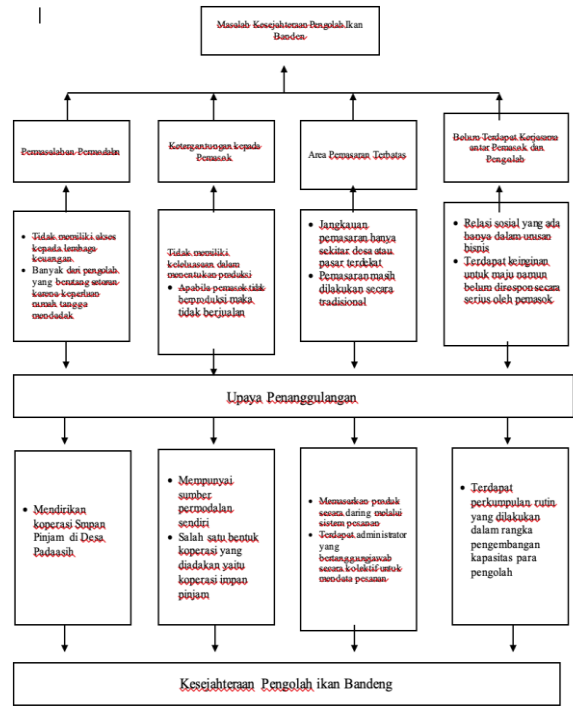 Masalah Kesejahteraan Pengolah Ikan
Banden
Permasalahan Permodaln
Ketergantungan kepada
Pemasok
Area Pemasaran Terbatas
Belum Terdapat Kerjasama
antar Pemasok dan
Pengolah
• Tidak memiliki akses
kepada lembaga
keuangan.
• Banyak dari pengolah
yang hentang setoran
karena keperluan
rumah tangga
mendadak
Tidak memiliki
keleluasaan dalam
menentukan produksi
• Apabila pemasok tidak
berproduksi maka
tidak berjualan
• Jangkauan
pemasaran hanya
sekitar desa atau
pasar terdekat
• Pemasaran masih
dilakukan secara
tradisional
• Relasi sosial yang ada
hanya dalam urusan
bisnis
• Terdapat keinginan
untuk maju namun
belum direspon secara
serius oleh pemasok.
Upaya Penanggulangan
• Mendirikan
koperasi Smpan
Pinjam di Desa
Padaasih
• Mempunyai
sumber
permodalan
sendiri
• Salah satu bentuk
koperasi yang
diadakan yaitu
koperasi impan
pinjam
• Memasarkan produk
secara daring melalui
sistem pesanan
• Terdapat administrator
yang
bertanggungjawab
secara kolektif untuk
mendata pesanan
• Terdapat
perkumpulan rutin
yang dilakukan
dalam rangka
pengembangan
kapasitas para
pengolah
Kesejahteraan Pengolah ikan Bandeng